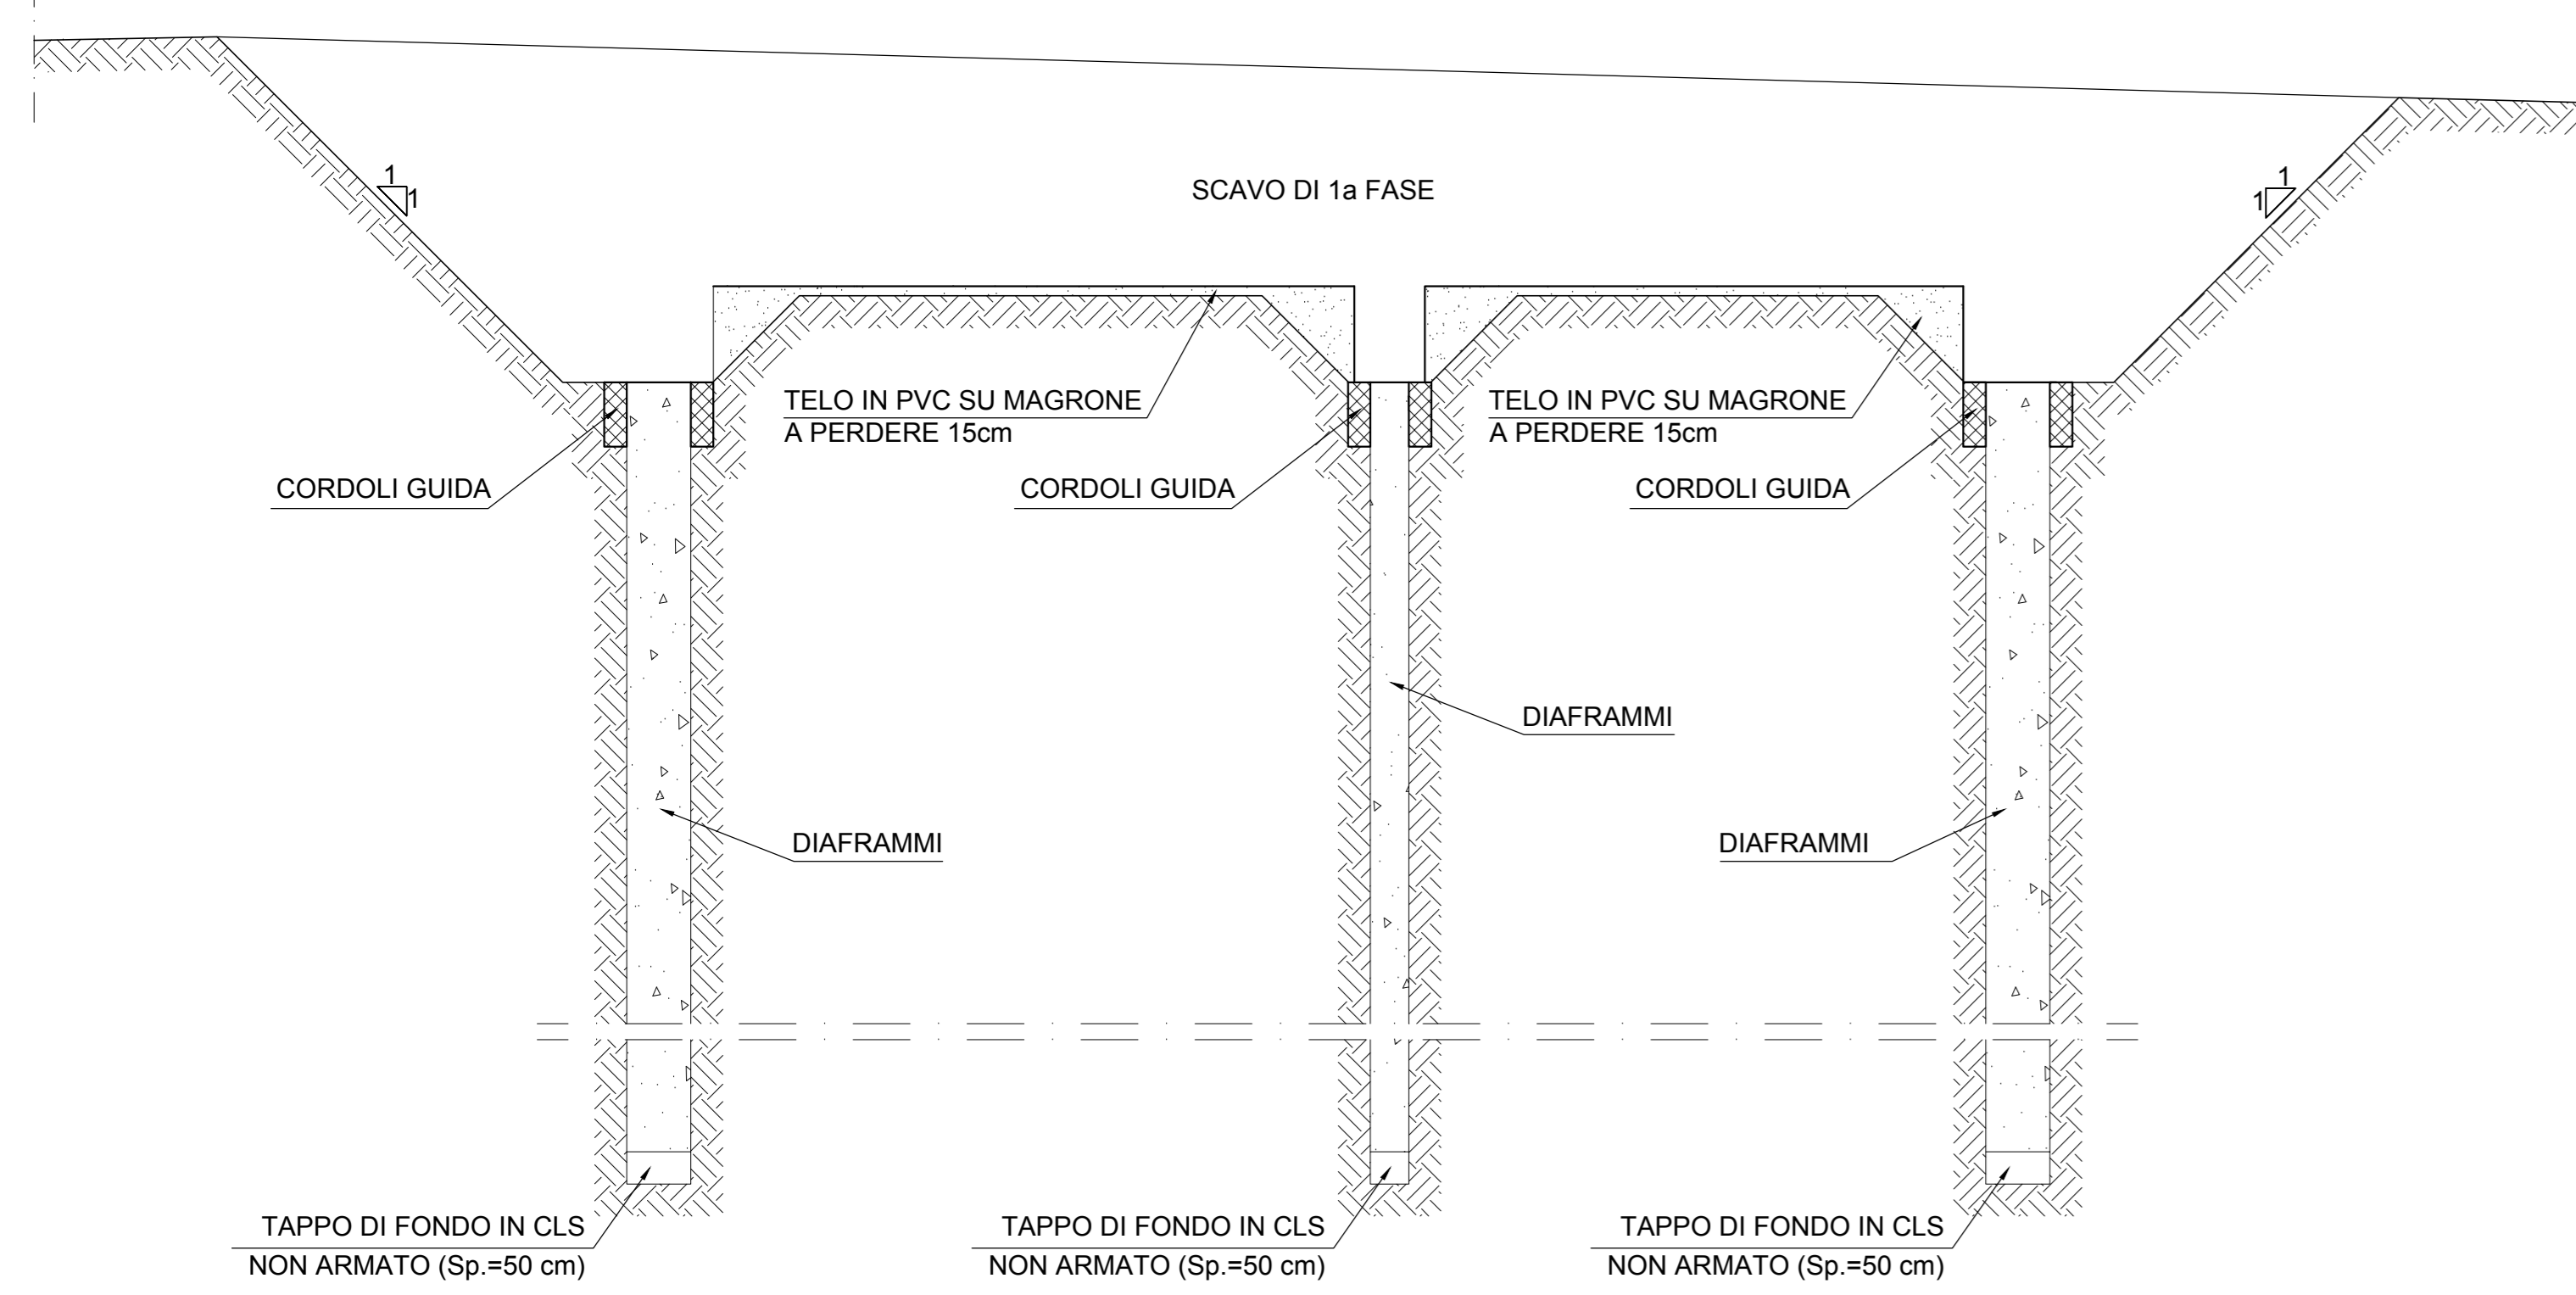 1
1
1
1
SCAVO DI 1a FASE
TELO IN PVC SU MAGRONE
A PERDERE 15cm
TELO IN PVC SU MAGRONE
A PERDERE 15cm
CORDOLI GUIDA
CORDOLI GUIDA
CORDOLI GUIDA
DIAFRAMMI
DIAFRAMMI
DIAFRAMMI
TAPPO DI FONDO IN CLS
NON ARMATO (Sp.=50 cm)
TAPPO DI FONDO IN CLS
NON ARMATO (Sp.=50 cm)
TAPPO DI FONDO IN CLS
NON ARMATO (Sp.=50 cm)